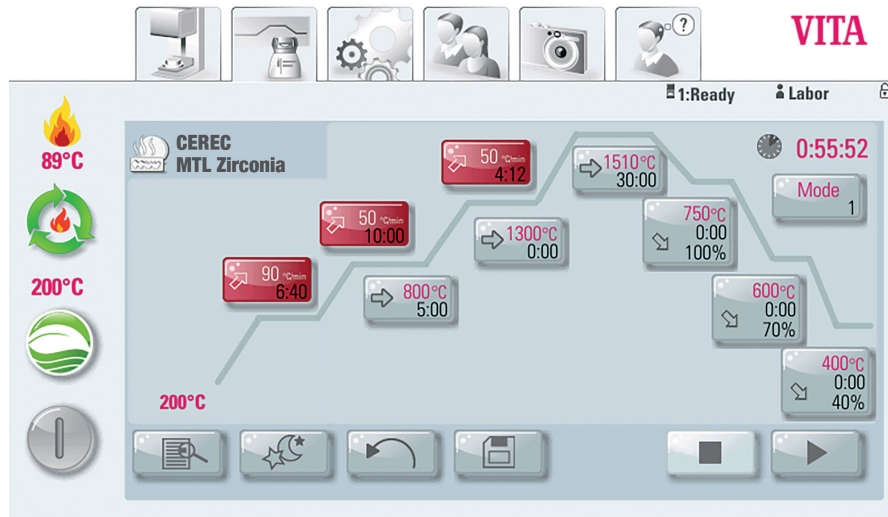 ?
VITA
1:Ready
Labor
89°C
CEREC
MTL Zirconia
0:55:52
Mode
1
50 °C/min
4:12
1510°C
30:00
50 °C/min
10:00
1300°C
0:00
750°C
0:00
100%
90 °C/min
6:40
800°C
5:00
200°C
600°C
0:00
70%
400°C
0:00
40%
200°C